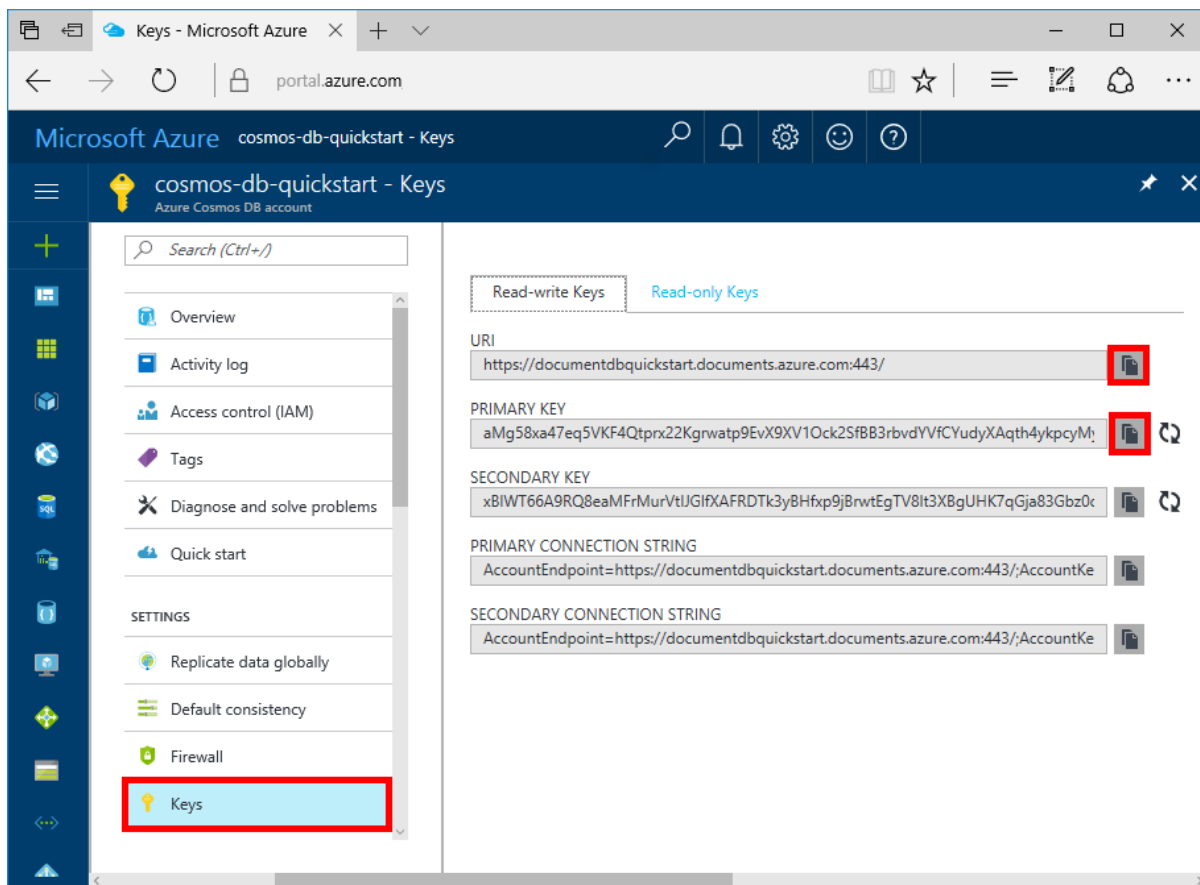 Keys - Microsoft Azure
portal.azure.com
Microsoft Azure cosmos-db-quickstart - Keys
cosmos-db-quickstart - Keys
Azure Cosmos DB account
Search (Ctrl+/)
Overview
Activity log
Access control (IAM)
Tags
Diagnose and solve problems
Quick start
SETTINGS
Replicate data globally
Default consistency
Firewall
Keys
Read-write Keys Read-only Keys
URI
https://documentdbquickstart.documents.azure.com:443/
PRIMARY KEY
aMg58xa47eq5VKF4Qtprx22Kgrwatp9EvX9XV1Ock2SfBB3rbvdYVfCYudyXAqth4ykpcyMj
SECONDARY KEY
xBIWT66A9RQ8eaMFrMurVtIJGIfXAFRDTk3yBHfxp9jBrwtEgTV8It3XBgUHK7qGja83Gbz0c
PRIMARY CONNECTION STRING
AccountEndpoint=https://documentdbquickstart.documents.azure.com:443/;AccountKe
SECONDARY CONNECTION STRING
AccountEndpoint=https://documentdbquickstart.documents.azure.com:443/;AccountKe
SQL